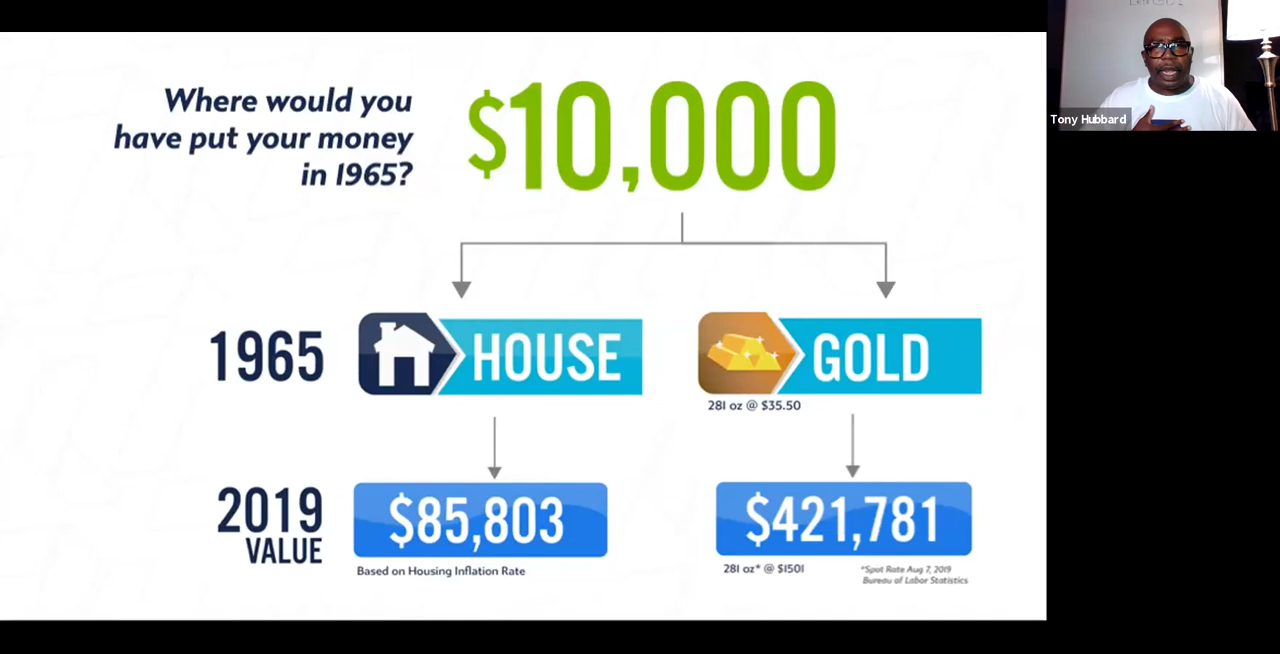 Where would you
have put your money
in 1965?
$10,000
Tony Hubbard
1965
HOUSE
GOLD
281 oz @ $35.50
2019
VALUE
$85,803
$421,781
Based on Housing Inflation Rate
281 oz* @ $1501
*Spot Rate Aug 7, 2019
Bureau of Labor Statistics